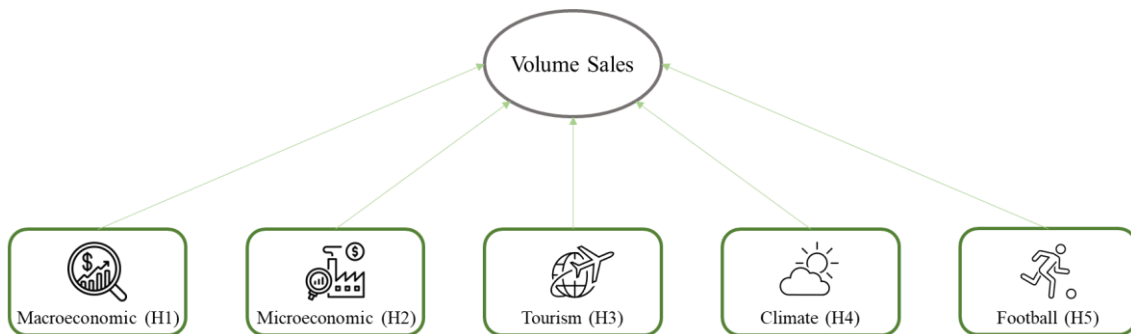 Volume Sales
Macroeconomic (H1)
Microeconomic (H2)
Tourism (H3)
Climate (H4)
Football (H5)